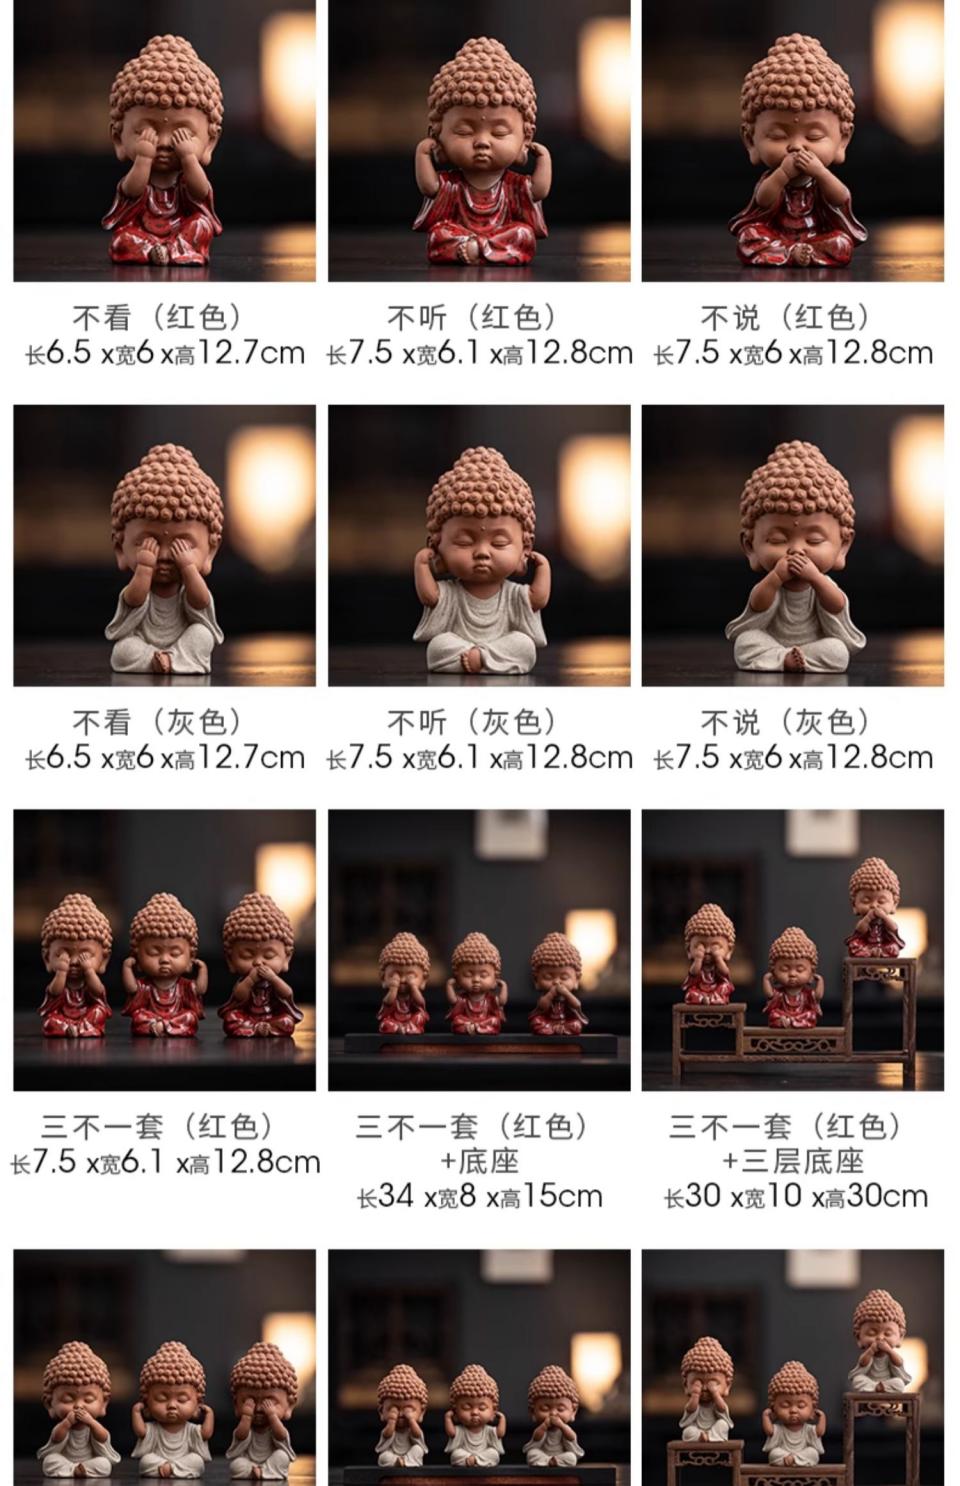 不看（红色）
长6.5 x宽6 x高12.7cm
不听（红色）
长7.5 x宽6.1 x高12.8cm
不说（红色）
长7.5 x宽6 x高12.8cm
不看（灰色）
长6.5 x宽6 x高12.7cm
不听（灰色）
长7.5 x宽6.1 x高12.8cm
不说（灰色）
长7.5 x宽6 x高12.8cm
三不一套（红色）
长7.5 x宽6.1 x高12.8cm
三不一套（红色）
+底座
长34 x宽8 x高15cm
三不一套（红色）
+三层底座
长30 x宽10 x高30cm